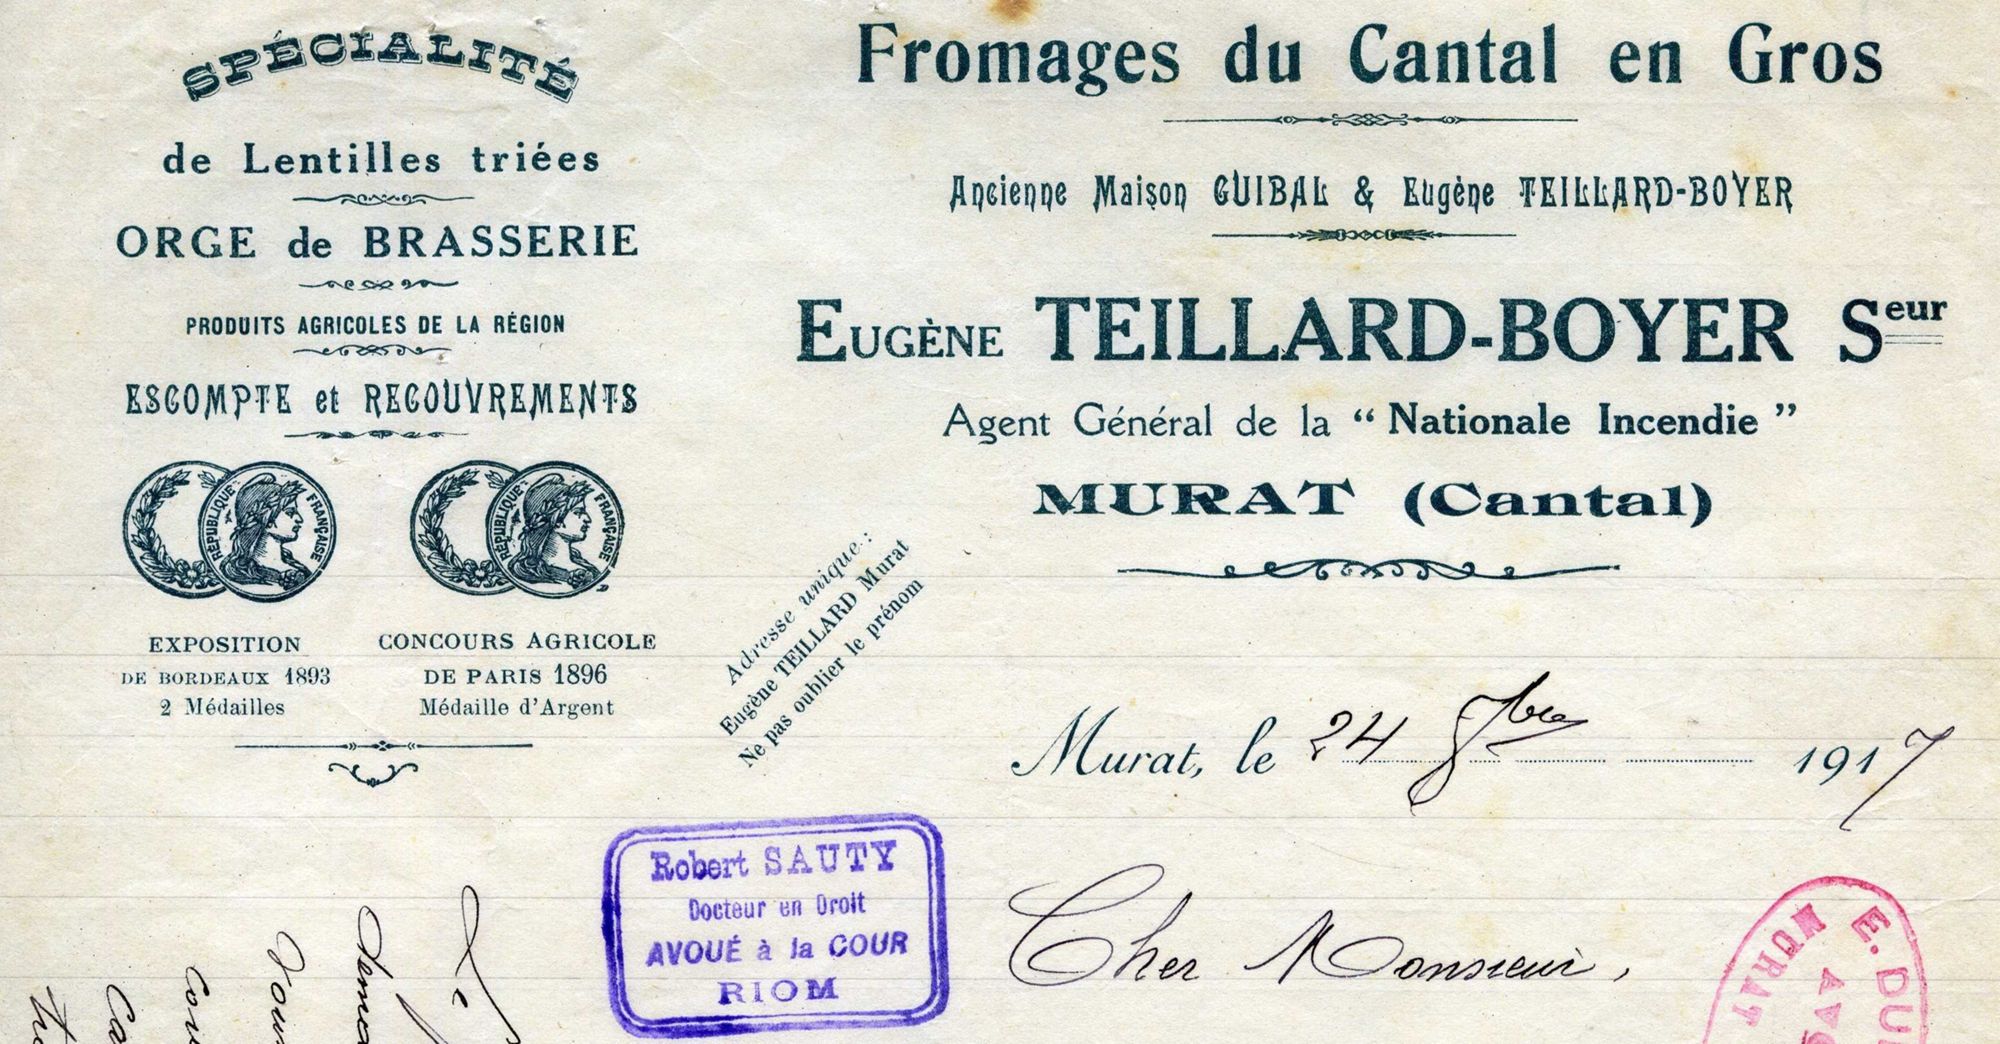 SPÉCIALITÉ
de Lentilles triées
ORGE de BRASSERIE
PRODUITS AGRICOLES DE LA RÉGION
ESCOMPTE et RECOUVREMENTS
RÉPUBLIQUE FRANÇAISE
RÉPUBLIQUE FRANÇAISE
EXPOSITION
DE BORDEAUX 1893
2 Médailles
CONCOURS AGRICOLE
DE PARIS 1896
Médaille d'Argent
Fromages du Cantal en Gros
Ancienne Maison GUIBAL & Eugène TEILLARD-BOYER
EUGÈNE TEILLARD-BOYER Seur
Agent Général de la “ Nationale Incendie ”
MURAT (Cantal)
Adresse unique :
Eugène TEILLARD Murat
Ne pas oublier le prénom
Murat, le 24 8bre 1917
Robert SAUTY
Docteur en Droit
AVOUÉ à la COUR
RIOM
Cher Monsieur,
E. DU
AVO
MURAT